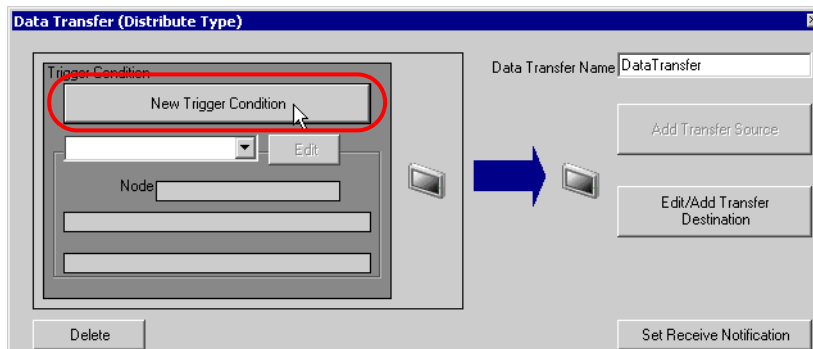 Data Transfer (Distribute Type)
Trigger Condition
New Trigger Condition
Edit
Node
Data Transfer Name DataTransfer
Add Transfer Source
Edit/Add Transfer
Destination
Delete
Set Receive Notification